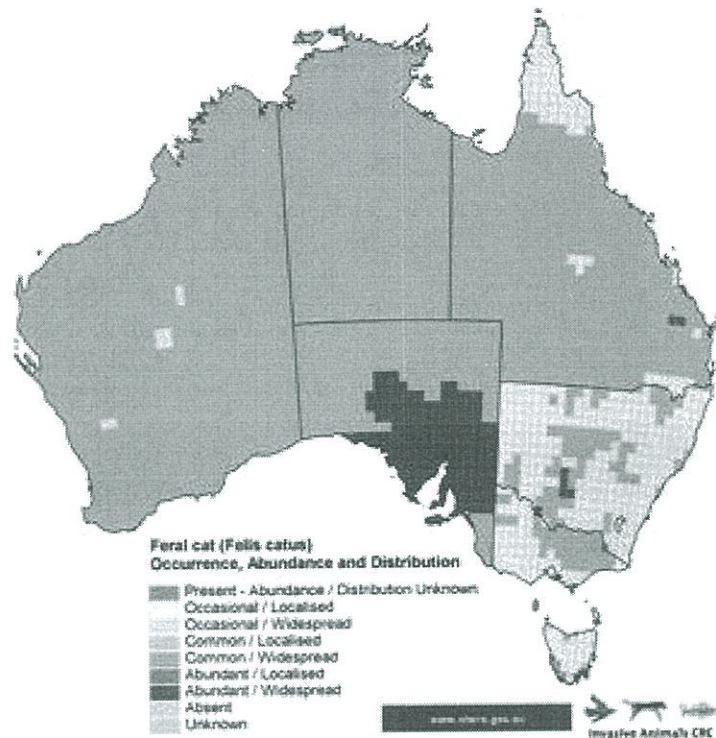 Feral cat (Felis catus)
Occurrence, Abundance and Distribution
Present - Abundance / Distribution Unknown
Occasional / Localised
Occasional / Widespread
Common / Localised
Common / Widespread
Abundant / Localised
Abundant / Widespread
Absent
Unknown
Invasive Animals CRC